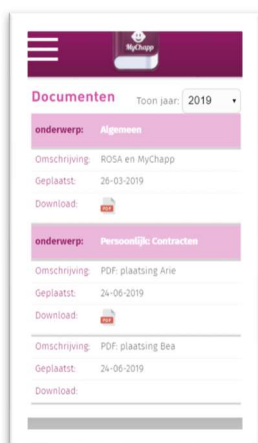 MyChapp
Documenten Toon jaar: 2019
onderwerp: Algemeen
Omschrijving: ROSA en MyChapp
Geplaatst: 26-03-2019
Download: PDF
onderwerp: Persoonlijk: Contracten
Omschrijving: PDF: plaatsing Arie
Geplaatst: 24-06-2019
Download: PDF
Omschrijving: PDF: plaatsing Bea
Geplaatst: 24-06-2019
Download: